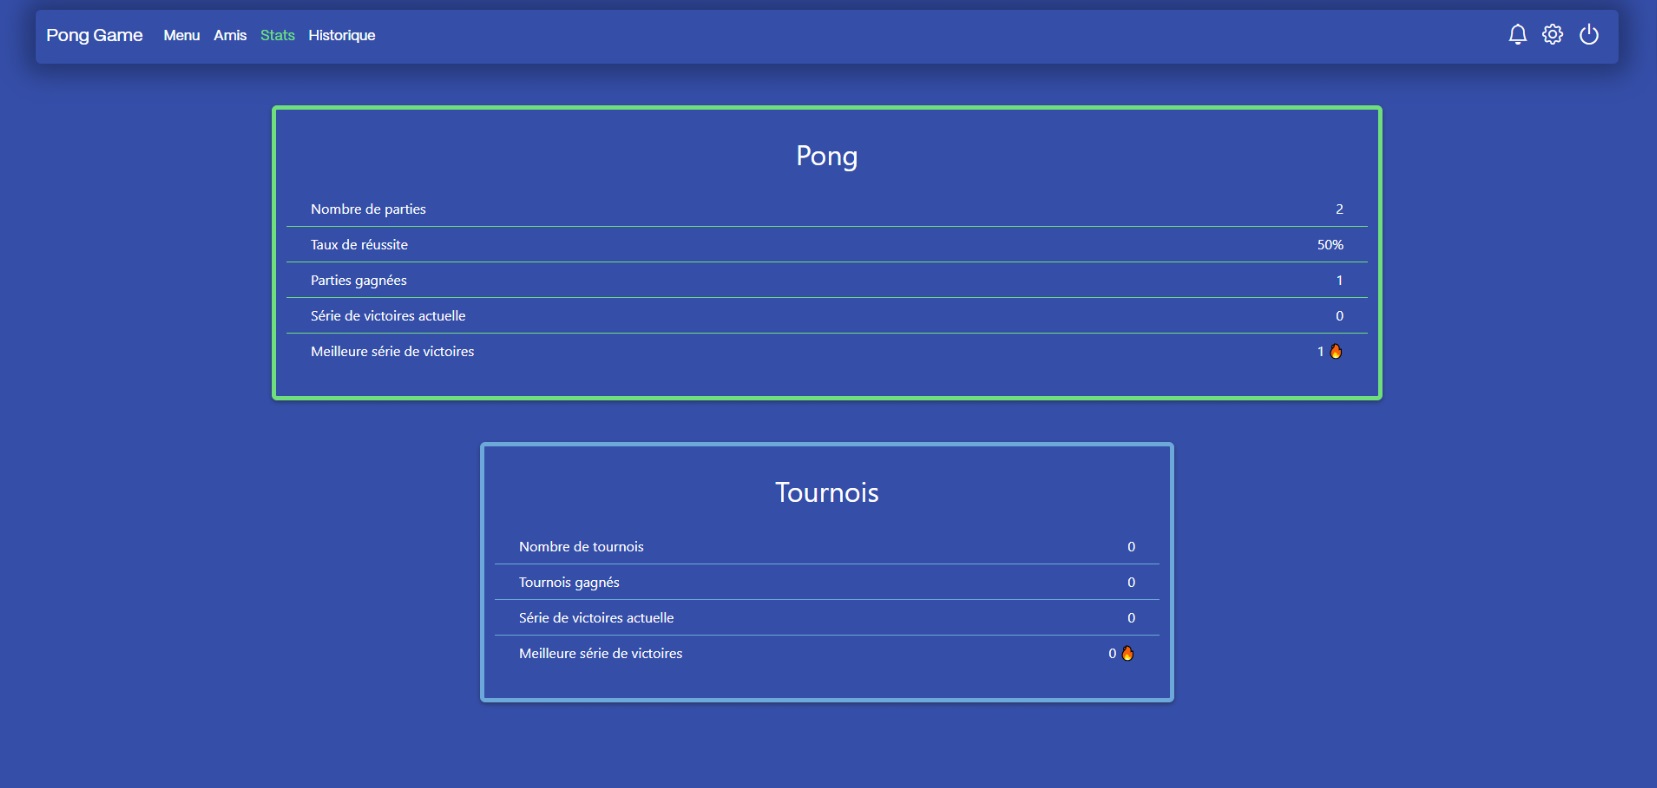 Pong Game Menu Amis Stats Historique
Pong
Nombre de parties 2
Taux de réussite 50%
Parties gagnées 1
Série de victoires actuelle 0
Meilleure série de victoires 1 🔥
Tournois
Nombre de tournois 0
Tournois gagnés 0
Série de victoires actuelle 0
Meilleure série de victoires 0 🔥